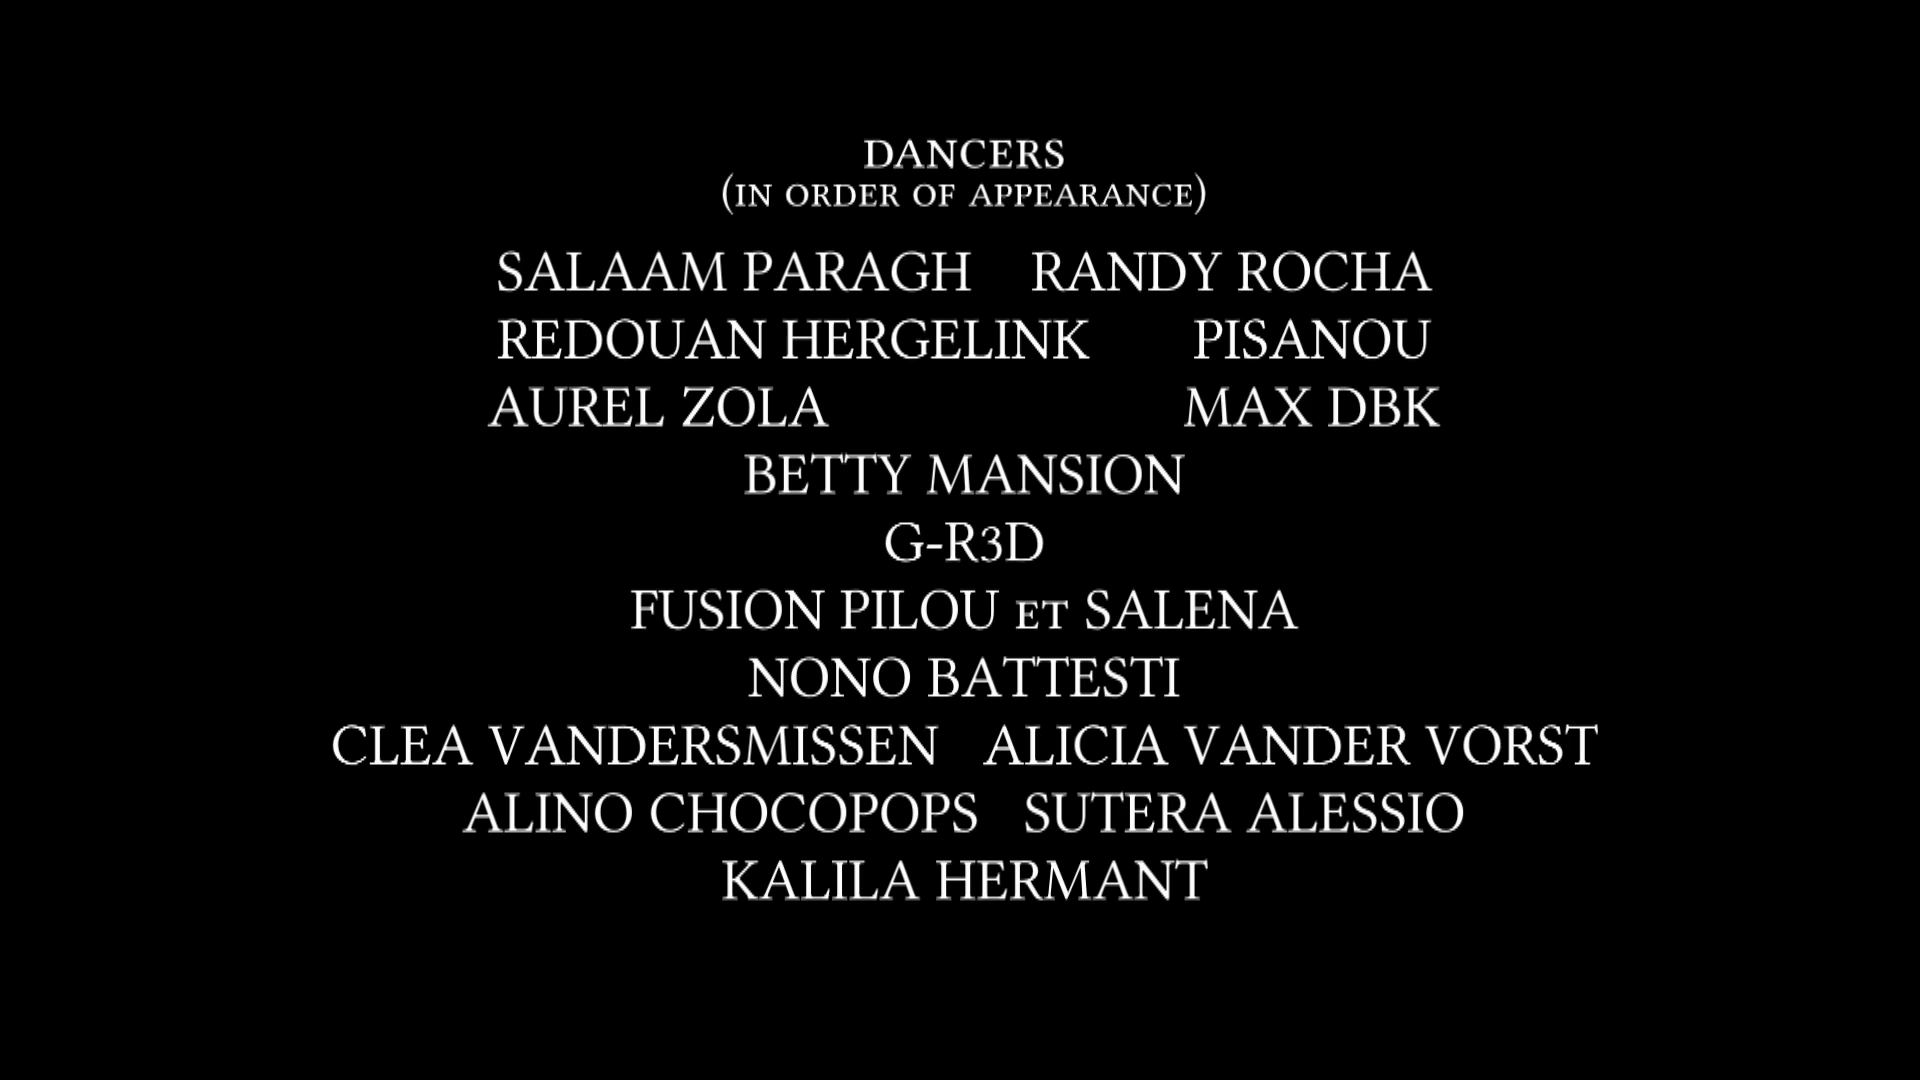 DANCERS
(IN ORDER OF APPEARANCE)
SALAAM PARAGH RANDY ROCHA
REDOUAN HERGELINK PISANOU
AUREL ZOLA MAX DBK
BETTY MANSION
G-R3D
FUSION PILOU ET SALENA
NONO BATTESTI
CLEA VANDERSMISSEN ALICIA VANDER VORST
ALINO CHOCOPOPS SUTERA ALESSIO
KALILA HERMANT